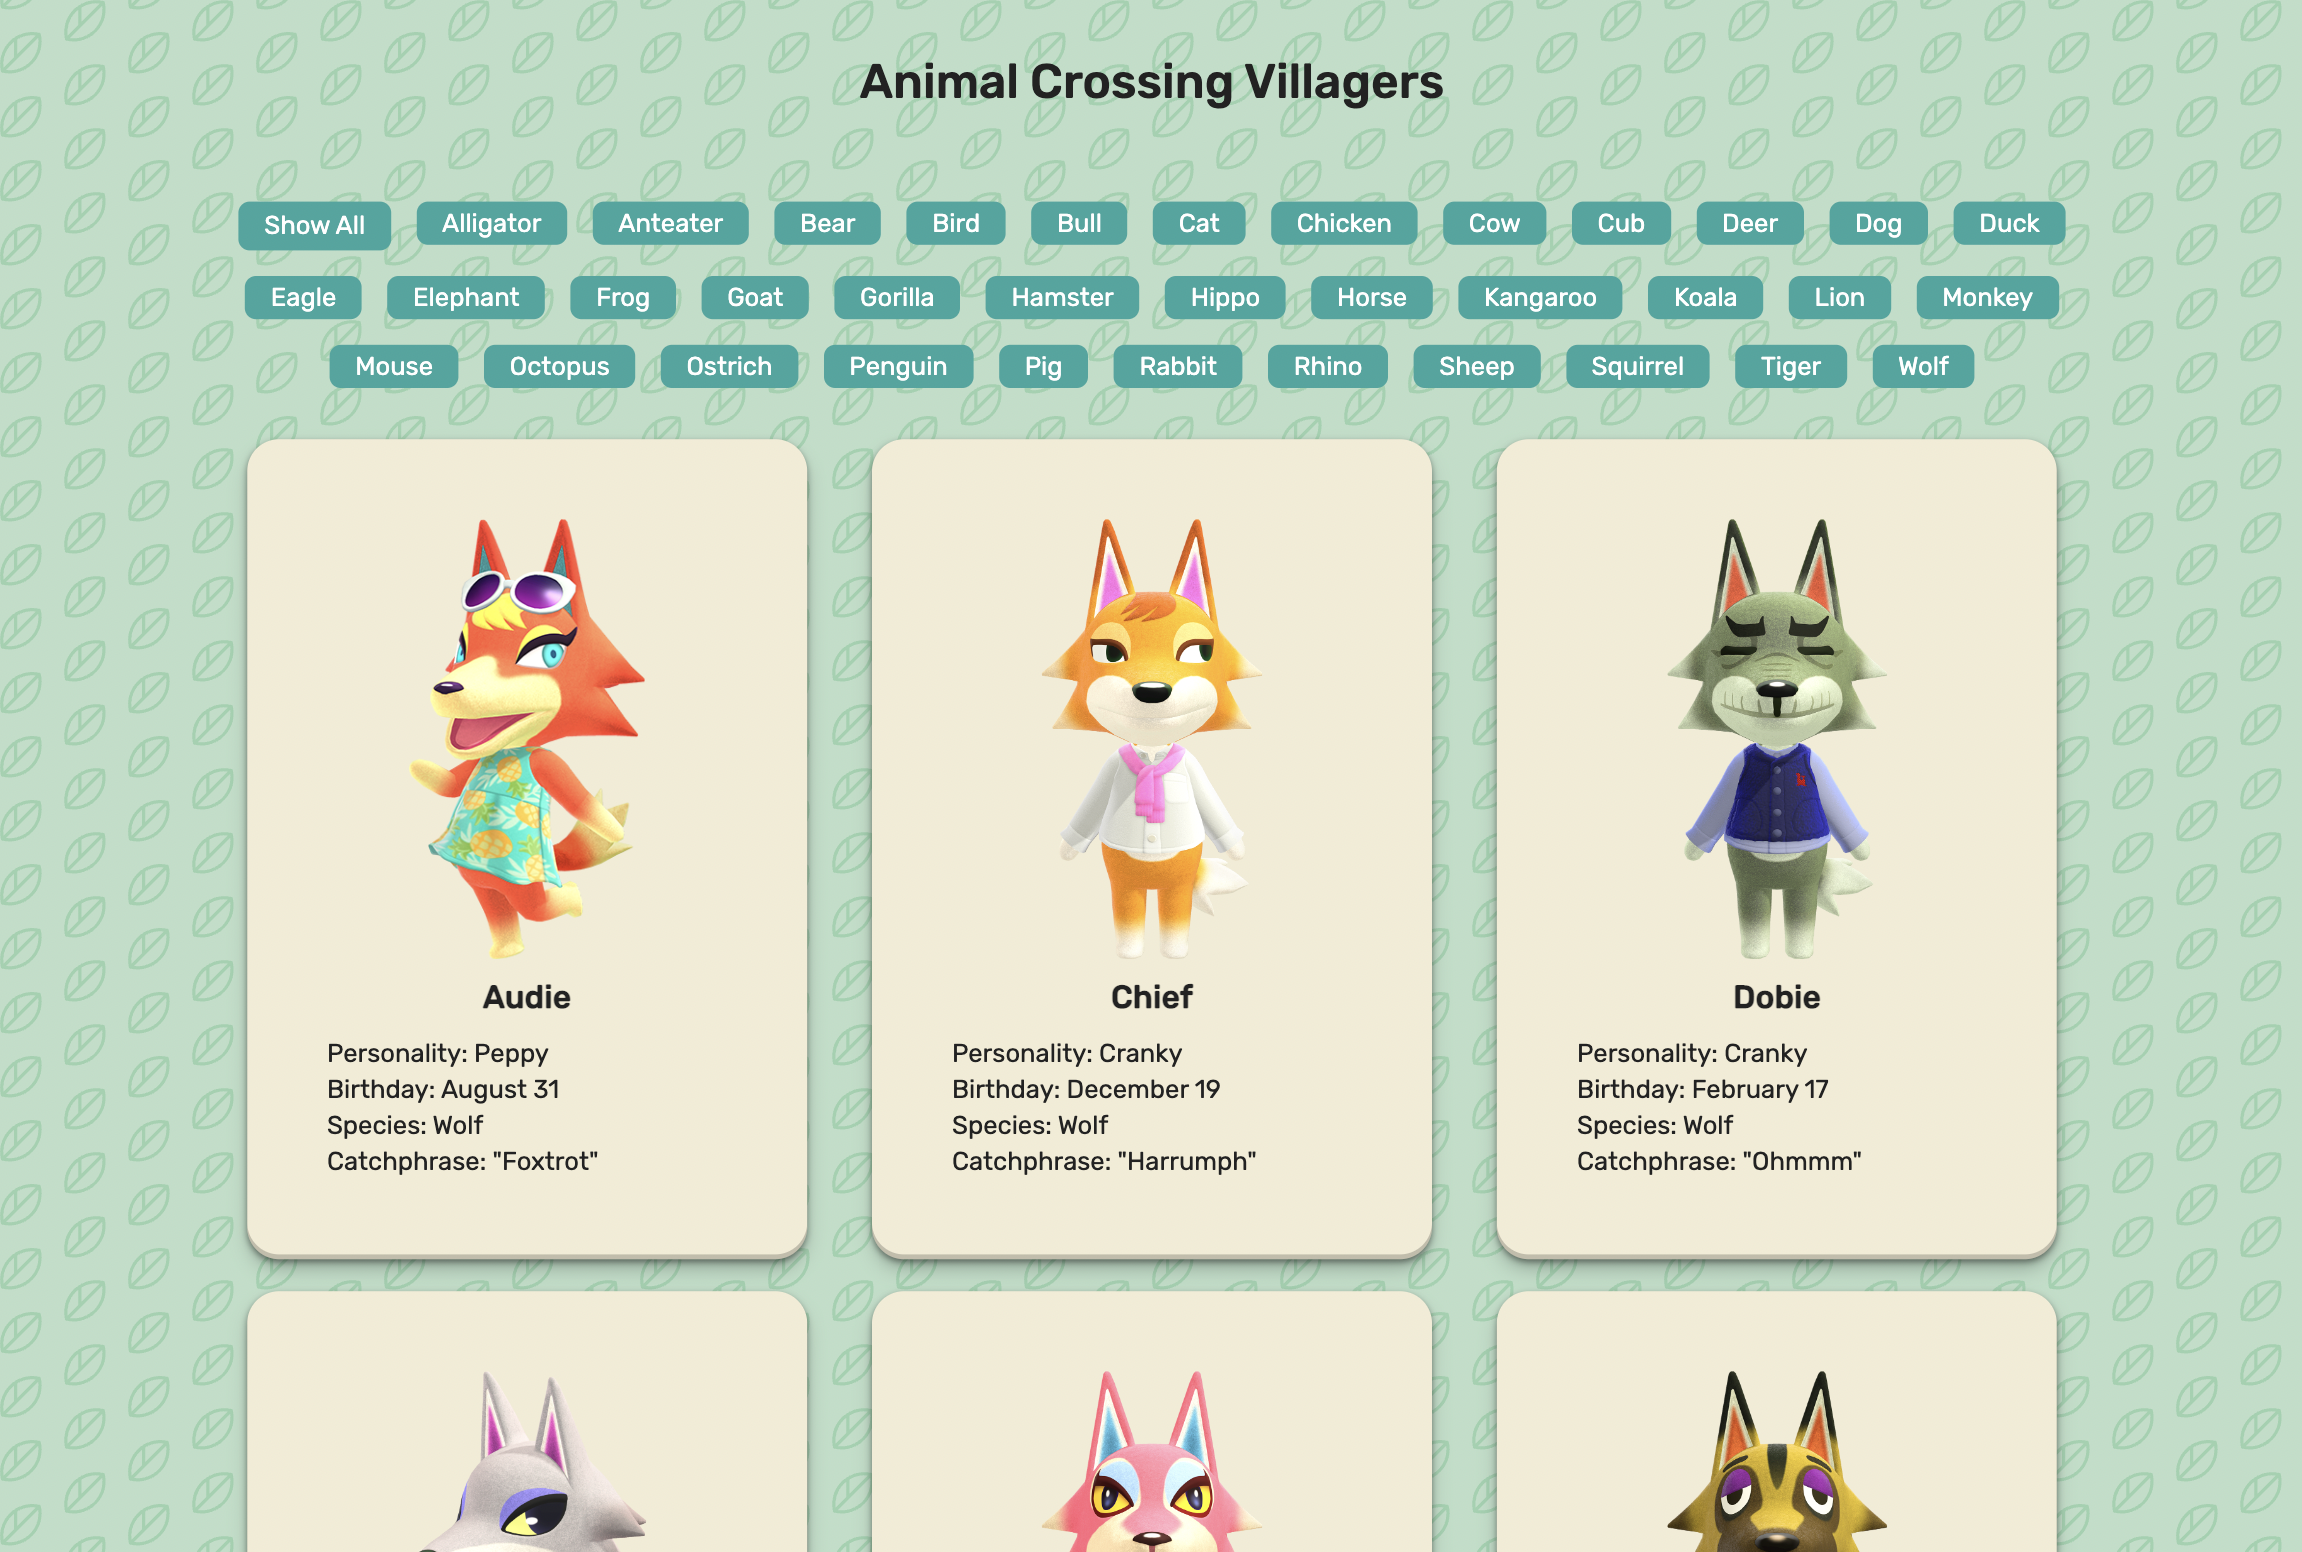 Animal Crossing Villagers
Show All Alligator Anteater Bear Bird Bull Cat Chicken Cow Cub Deer Dog Duck
Eagle Elephant Frog Goat Gorilla Hamster Hippo Horse Kangaroo Koala Lion Monkey
Mouse Octopus Ostrich Penguin Pig Rabbit Rhino Sheep Squirrel Tiger Wolf
Audie
Personality: Peppy
Birthday: August 31
Species: Wolf
Catchphrase: "Foxtrot"
Chief
Personality: Cranky
Birthday: December 19
Species: Wolf
Catchphrase: "Harrumph"
Dobie
Personality: Cranky
Birthday: February 17
Species: Wolf
Catchphrase: "Ohmmm"